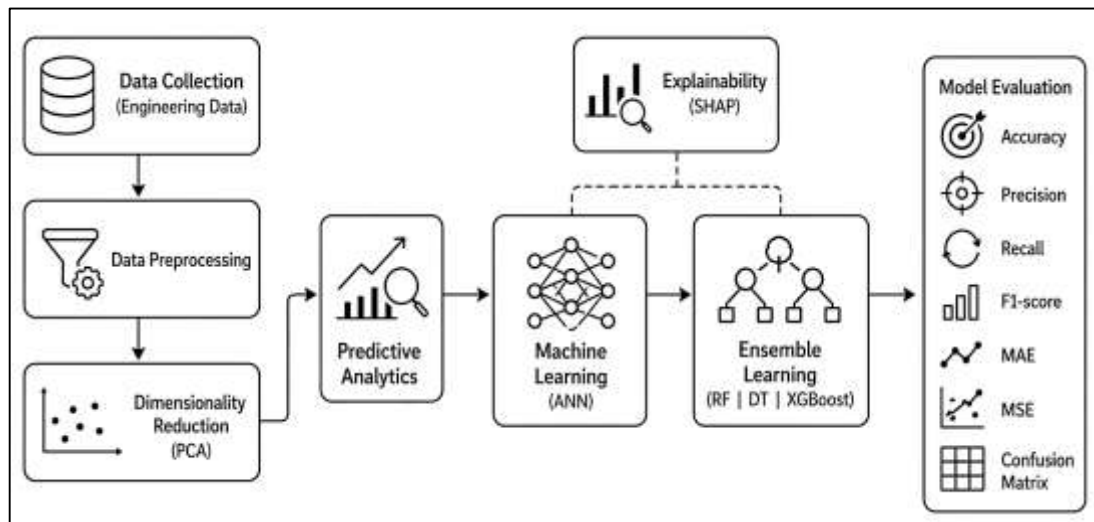 Data Collection
(Engineering Data)
Data Preprocessing
Dimensionality
Reduction
(PCA)
Predictive
Analytics
Machine
Learning
(ANN)
Explainability
(SHAP)
Ensemble
Learning
(RF | DT | XGBoost)
Model Evaluation
Accuracy
Precision
Recall
F1-score
MAE
MSE
Confusion
Matrix